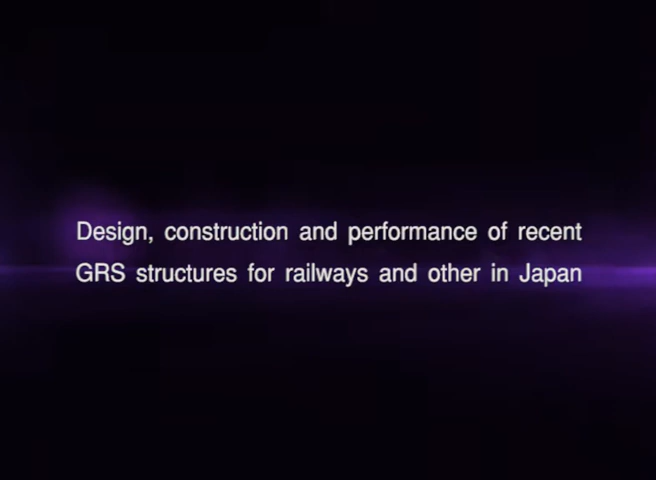 Design, construction and performance of recent
GRS structures for railways and other in Japan